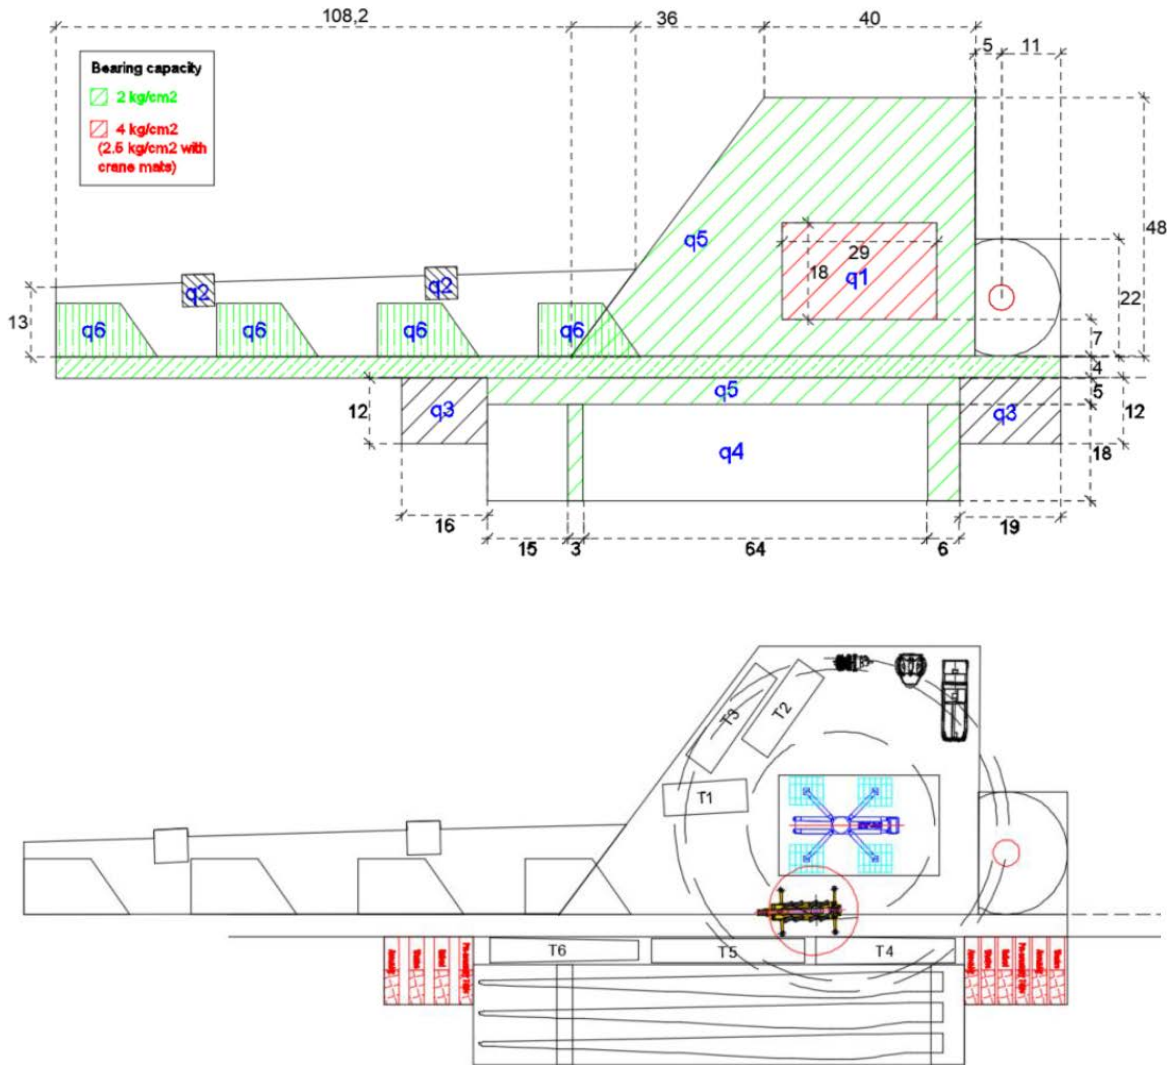 108,2
36
40
5
11
Bearing capacity
2 kg/cm2
4 kg/cm2
(2.5 kg/cm2 with
crane mats)
48
q5
29
18
q1
22
q2
q2
13
q6
q6
q6
q6
7
4
q5
5
12
q3
q3
12
q4
18
16
19
15
3
64
6
T3
T2
T1
T6
T5
T4